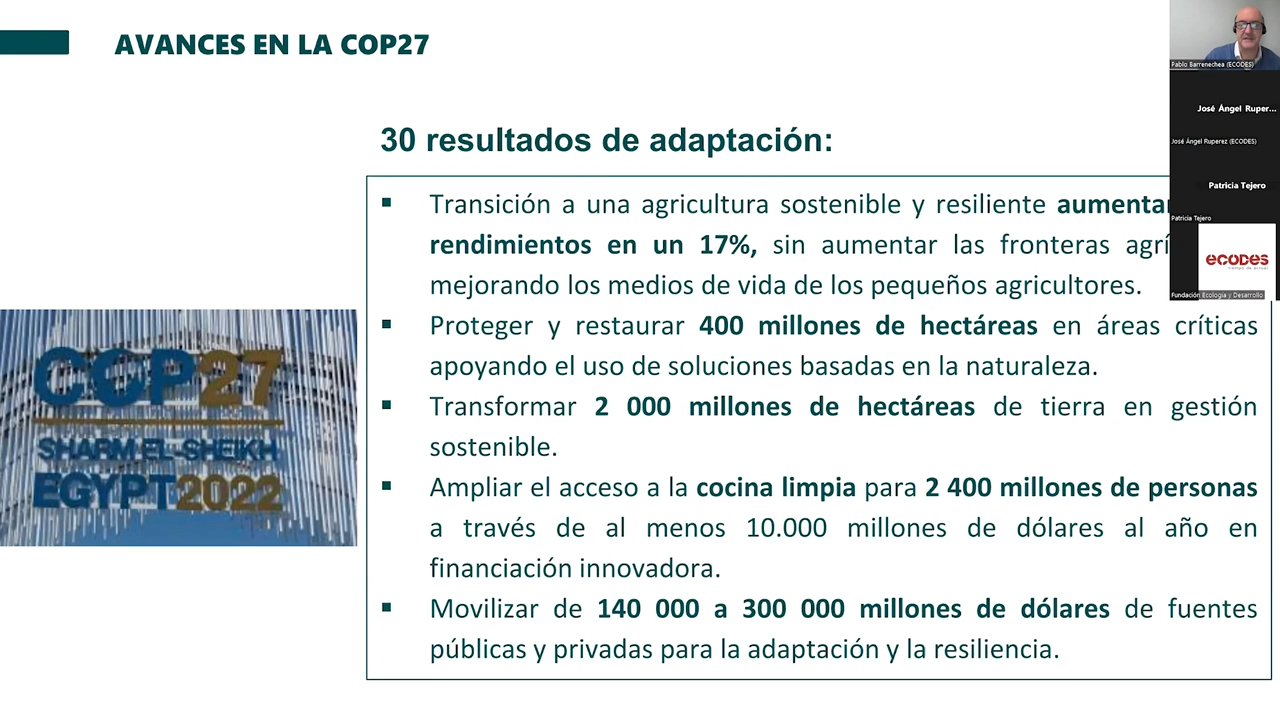 AVANCES EN LA COP27
30 resultados de adaptación:
▪ Transición a una agricultura sostenible y resiliente
rendimientos en un 17%, sin aumentar las fronteras
mejorando los medios de vida de los pequeños agricultores.
▪ Proteger y restaurar 400 millones de hectáreas en áreas críticas
apoyando el uso de soluciones basadas en la naturaleza.
▪ Transformar 2 000 millones de hectáreas de tierra en gestión
sostenible.
▪ Ampliar el acceso a la cocina limpia para 2 400 millones de personas
a través de al menos 10.000 millones de dólares al año en
financiación innovadora.
▪ Movilizar de 140 000 a 300 000 millones de dólares de fuentes
públicas y privadas para la adaptación y la resiliencia.
COP27
SHARM EL-SHEIKH
EGYPT2022
Pablo Barrenechea (ECODES)
José Ángel Ruper...
José Ángel Ruperez (ECODES)
Patricia Tejero
Patricia Tejero
ecodes
tiempo de actuar
Fundación Ecología y Desarrollo